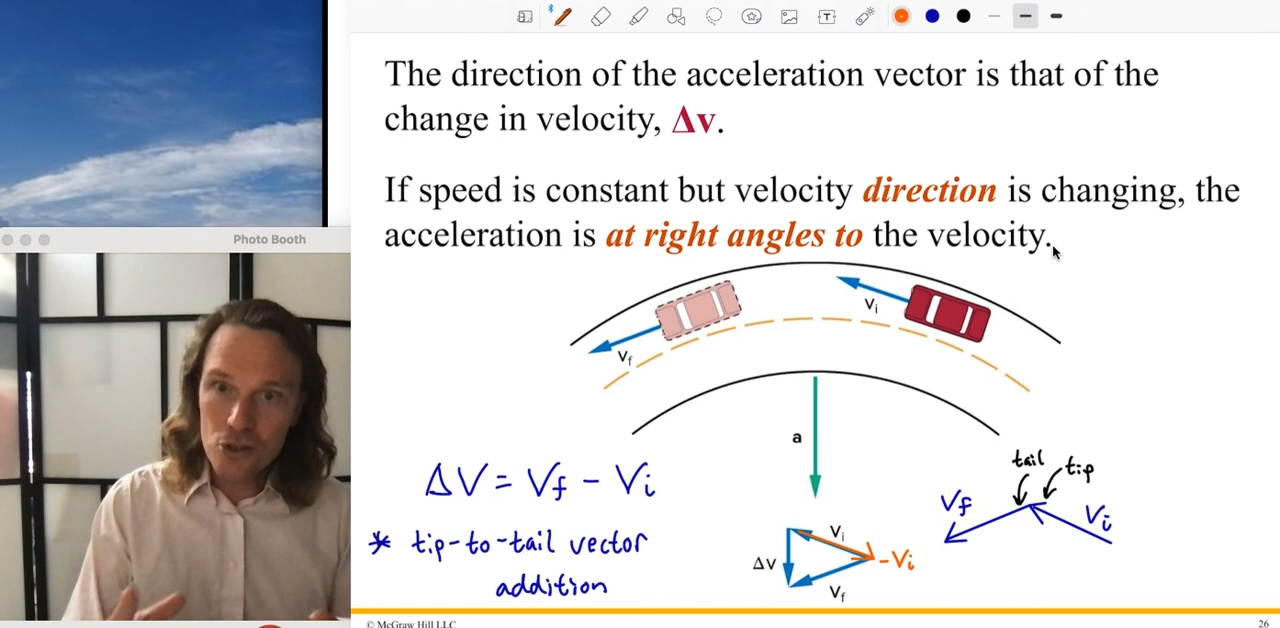 The direction of the acceleration vector is that of the
change in velocity, Δv.
If speed is constant but velocity direction is changing, the
acceleration is at right angles to the velocity.
Photo Booth
Vi
Vf
a
ΔV = Vf - Vi
* tip-to-tail vector
addition
tail
tip
Vf
Vi
Vi
Δv
-Vi
Vf
© McGraw Hill LLC
26
T